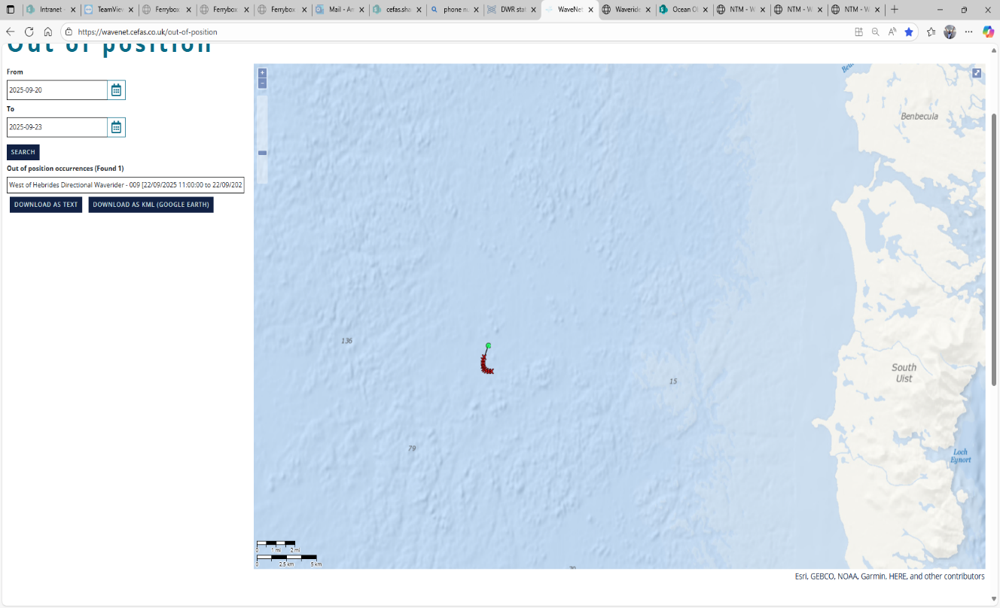 Intranet -
TeamView
Ferrybox
Ferrybox
Ferrybox
Mail - An
cefas.sha
phone nu
DWR stat
WaveNet
Waveride
Ocean Ol
NTM - W
NTM - W
NTM - W
https://wavenet.cefas.co.uk/out-of-position
Out of position
From
2025-09-20
To
2025-09-23
SEARCH
Out of position occurrences (Found 1)
West of Hebrides Directional Waverider - 009 [22/09/2025 11:00:00 to 22/09/202
DOWNLOAD AS TEXT
DOWNLOAD AS KML (GOOGLE EARTH)
+
-
Benbecula
136
15
South
Uist
79
Loch
Eynort
0 1 mi 2 mi
0 2.5 km 5 km
Esri, GEBCO, NOAA, Garmin, HERE, and other contributors